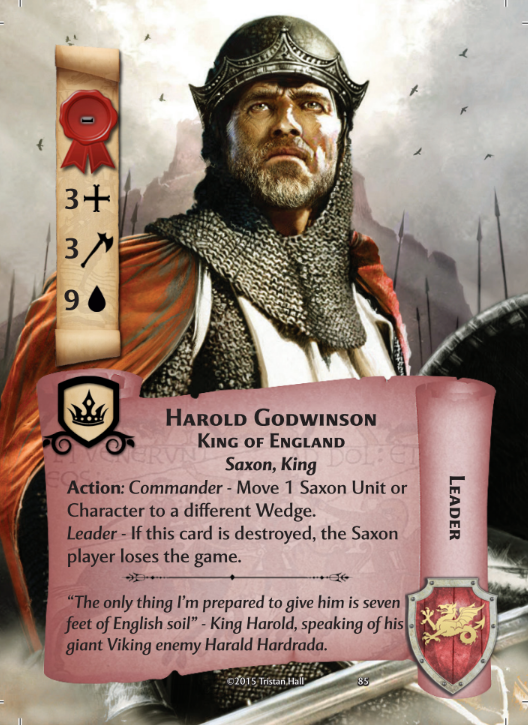 -
3
3
9
Harold Godwinson
King of England
Saxon, King
Action: Commander - Move 1 Saxon Unit or
Character to a different Wedge.
Leader - If this card is destroyed, the Saxon
player loses the game.
Leader
“The only thing I’m prepared to give him is seven
feet of English soil” - King Harold, speaking of his
giant Viking enemy Harald Hardrada.
©2015 Tristan Hall
85